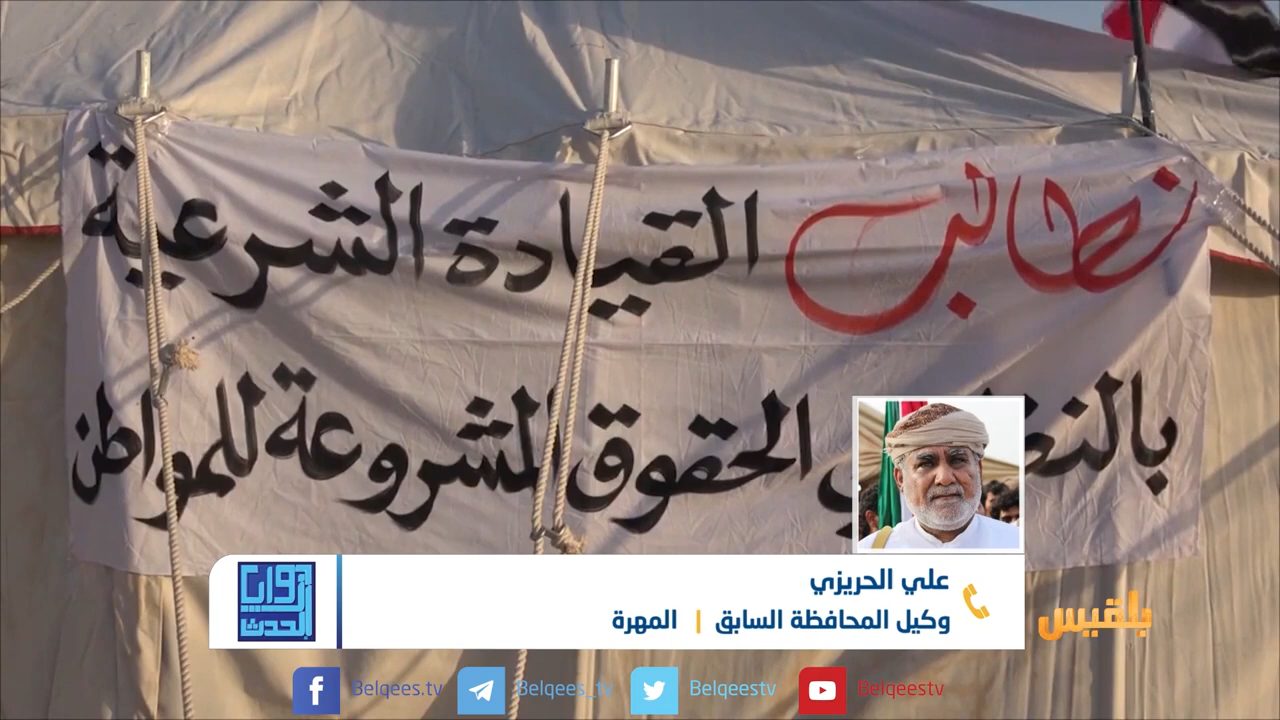 نطالب القيادة الشرعية
الحقوق المشروعة للمواطن
علي الحريزي
وكيل المحافظة السابق | المهرة
زوايا الحدث
بلقيس
Belqees.tv
Belqees_tv
Belqeestv
Belqeestv